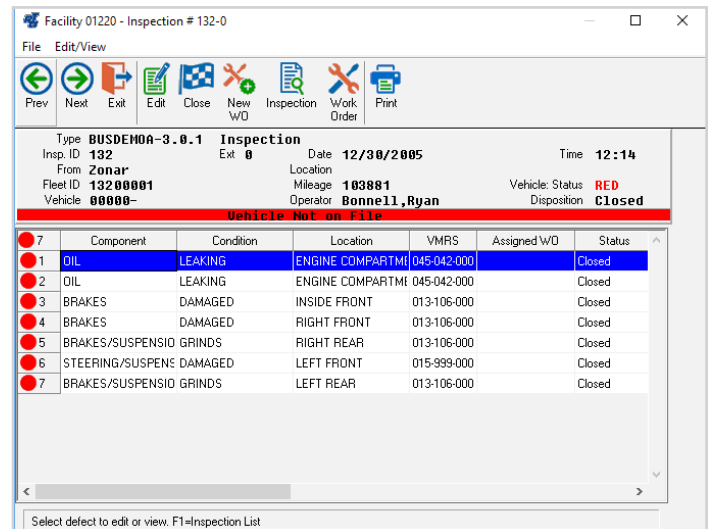 Facility 01220 - Inspection # 132-0
File Edit/View
Prev Next Exit Edit Close New WO Inspection Work Order Print
Type BUSDEMOA-3.0.1 Inspection
Insp. ID 132 Ext 0 Date 12/30/2005 Time 12:14
From Zonar Location
Fleet ID 13200001 Mileage 103881 Vehicle: Status RED
Vehicle 00000- Operator Bonnell,Ryan Disposition Closed
Vehicle Not on File
7 Component Condition Location VMRS Assigned WO Status
1 OIL LEAKING ENGINE COMPARTME 045-042-000 Closed
2 OIL LEAKING ENGINE COMPARTME 045-042-000 Closed
3 BRAKES DAMAGED INSIDE FRONT 013-106-000 Closed
4 BRAKES DAMAGED RIGHT FRONT 013-106-000 Closed
5 BRAKES/SUSPENSIO GRINDS RIGHT REAR 013-106-000 Closed
6 STEERING/SUSPENS DAMAGED LEFT FRONT 015-999-000 Closed
7 BRAKES/SUSPENSIO GRINDS LEFT REAR 013-106-000 Closed
Select defect to edit or view. F1=Inspection List